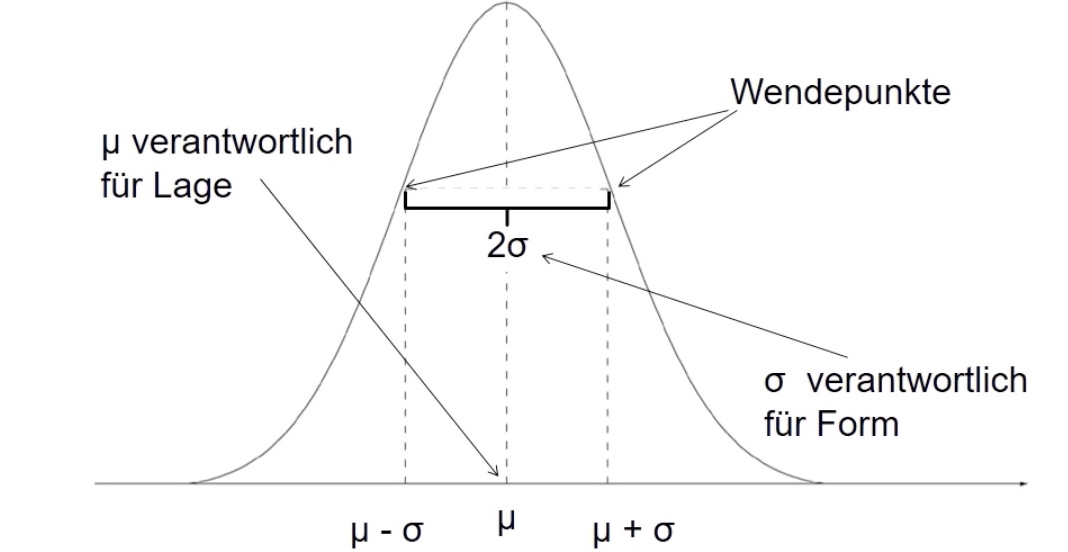 Wendepunkte
μ verantwortlich
für Lage
2σ
σ verantwortlich
für Form
μ - σ
μ
μ + σ